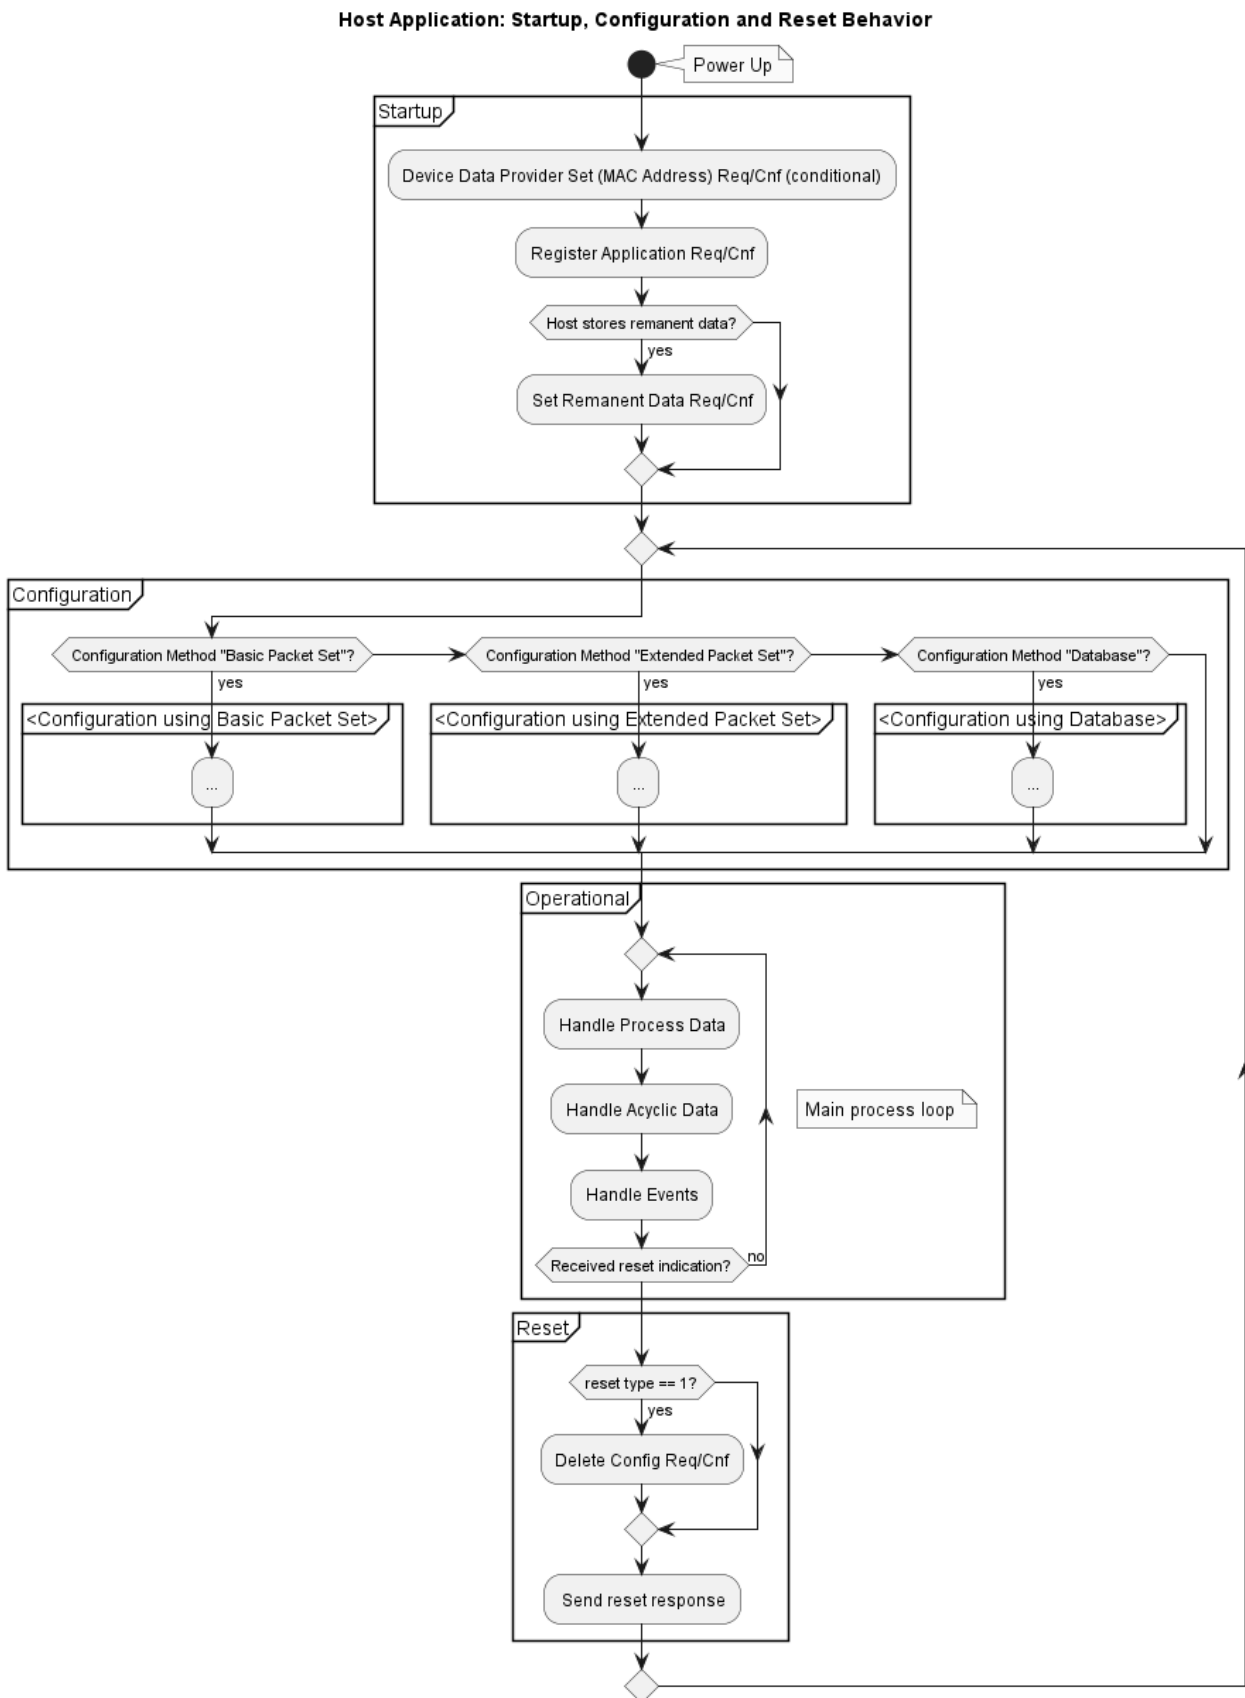 Host Application: Startup, Configuration and Reset Behavior
Power Up
Startup
Device Data Provider Set (MAC Address) Req/Cnf (conditional)
Register Application Req/Cnf
Host stores remanent data?
yes
Set Remanent Data Req/Cnf
Configuration
Configuration Method "Basic Packet Set"?
Configuration Method "Extended Packet Set"?
Configuration Method "Database"?
yes
yes
yes
<Configuration using Basic Packet Set>
<Configuration using Extended Packet Set>
<Configuration using Database>
...
...
...
Operational
Handle Process Data
Handle Acyclic Data
Main process loop
Handle Events
Received reset indication?
no
Reset
reset type == 1?
yes
Delete Config Req/Cnf
Send reset response